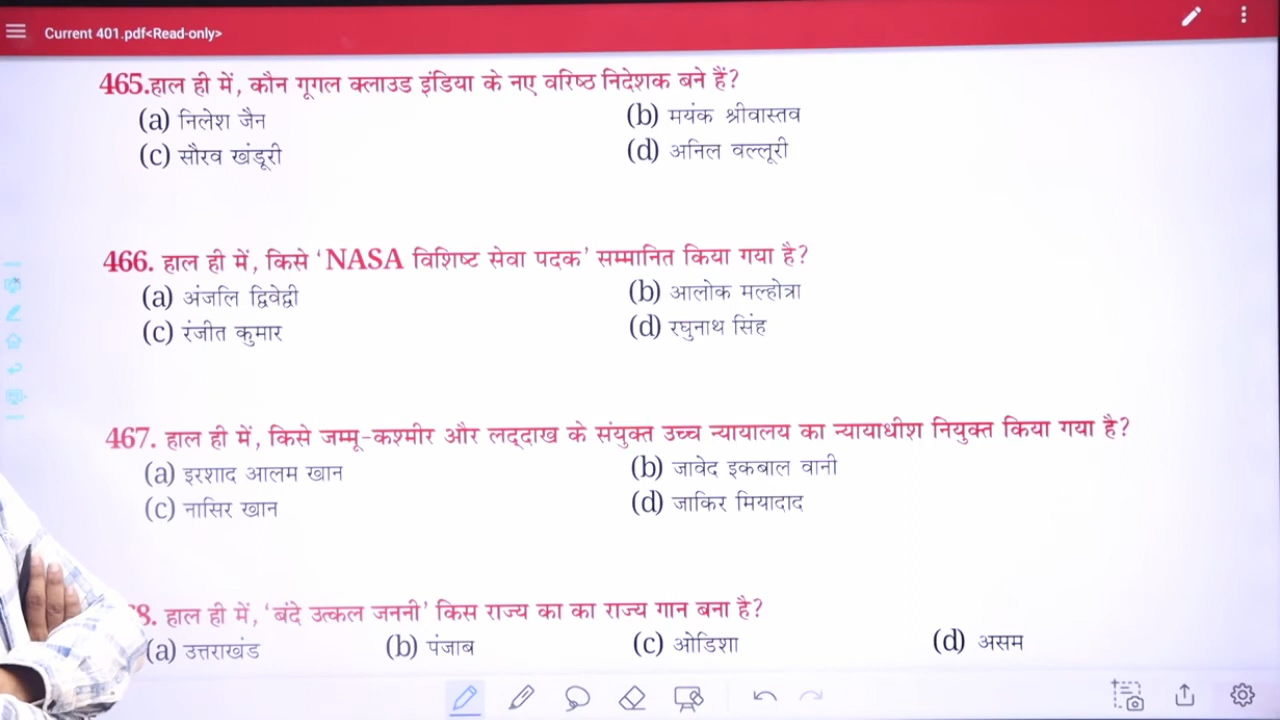 Current 401.pdf<Read-only>
465.हाल ही में, कौन गूगल क्लाउड इंडिया के नए वरिष्ठ निदेशक बने हैं?
(a) निलेश जैन (b) मयंक श्रीवास्तव
(c) सौरव खंडूरी (d) अनिल वल्लूरी
466. हाल ही में, किसे ‘NASA विशिष्ट सेवा पदक’ सम्मानित किया गया है?
(a) अंजलि द्विवेद्वी (b) आलोक मल्होत्रा
(c) रंजीत कुमार (d) रघुनाथ सिंह
467. हाल ही में, किसे जम्मू-कश्मीर और लद्दाख के संयुक्त उच्च न्यायालय का न्यायाधीश नियुक्त किया गया है?
(a) इरशाद आलम खान (b) जावेद इकबाल वानी
(c) नासिर खान (d) जाकिर मियादाद
8. हाल ही में, ‘बंदे उत्कल जननी’ किस राज्य का का राज्य गान बना है?
(a) उत्तराखंड (b) पंजाब (c) ओडिशा (d) असम